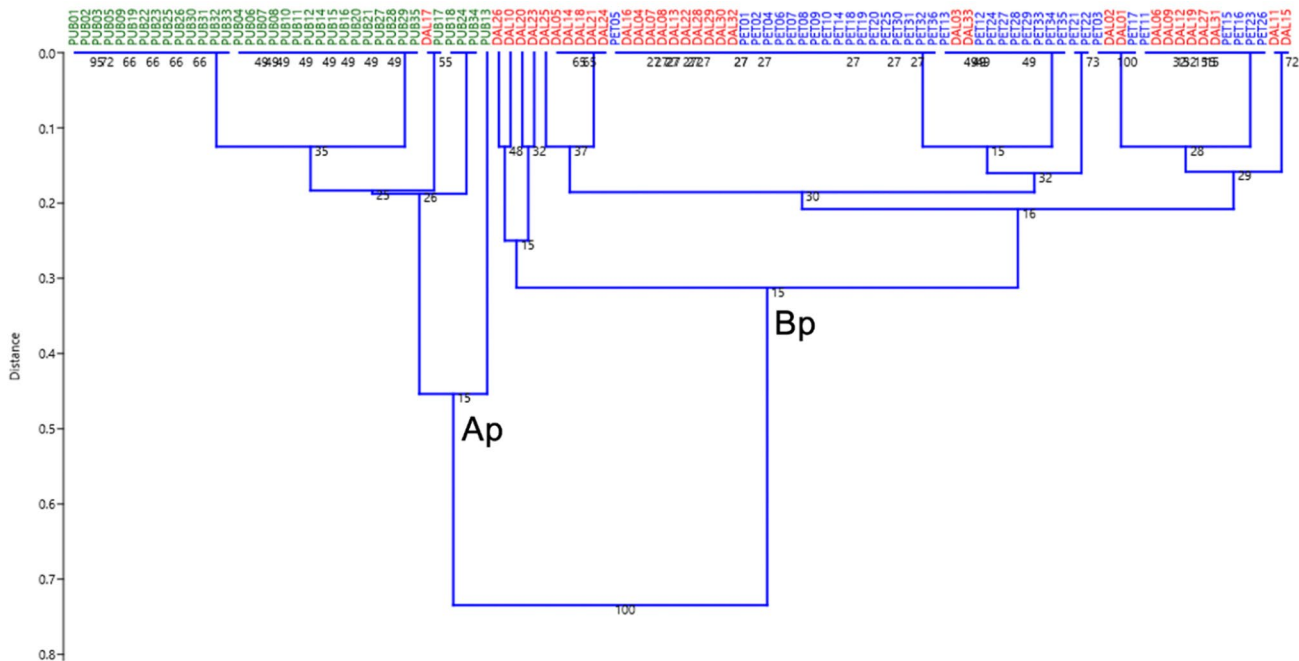 PUB01 PUB02 PUB03 PUB05 PUB09 PUB19 PUB22 PUB23 PUB25 PUB26 PUB30 PUB31 PUB32 PUB33 PUB04 PUB06 PUB07 PUB08 PUB10 PUB11 PUB12 PUB14 PUB15 PUB16 PUB20 PUB21 PUB27 PUB28 PUB29 PUB35 DAL17 PUB17 PUB18 PUB24 PUB34 PUB13 DAL26 DAL10 DAL20 DAL23 DAL25 DAL05 DAL14 DAL18 DAL21 DAL24 PET05 DAL16 DAL04 DAL07 DAL08 DAL13 DAL22 DAL28 DAL29 DAL30 DAL32 PET01 PET02 PET04 PET06 PET07 PET08 PET09 PET10 PET14 PET18 PET19 PET20 PET25 PET30 PET31 PET32 PET36 PET13 DAL03 DAL33 PET12 PET24 PET27 PET28 PET29 PET33 PET34 PET35 PET21 PET22 PET03 DAL02 DAL01 PET17 PET11 DAL06 DAL09 DAL12 DAL19 DAL27 DAL31 PET15 PET16 PET23 PET26 DAL11 DAL15
0.0
95 72 66 66 66 66 49 49 49 49 49 49 49 49 55 65 65 27 27 27 27 27 27 27 27 27 27 49 49 49 49 73 100 72
0.1
35 48 32 37 15 28
32 29
0.2
25 26 30 16
15
0.3
15
Bp
0.4
15
Ap
0.5
0.6
100
0.7
0.8
Distance